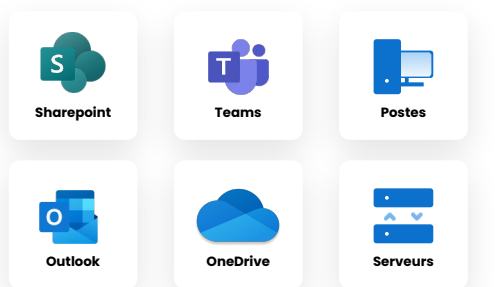 S
Sharepoint
T
Teams
Postes
O
Outlook
OneDrive
Serveurs